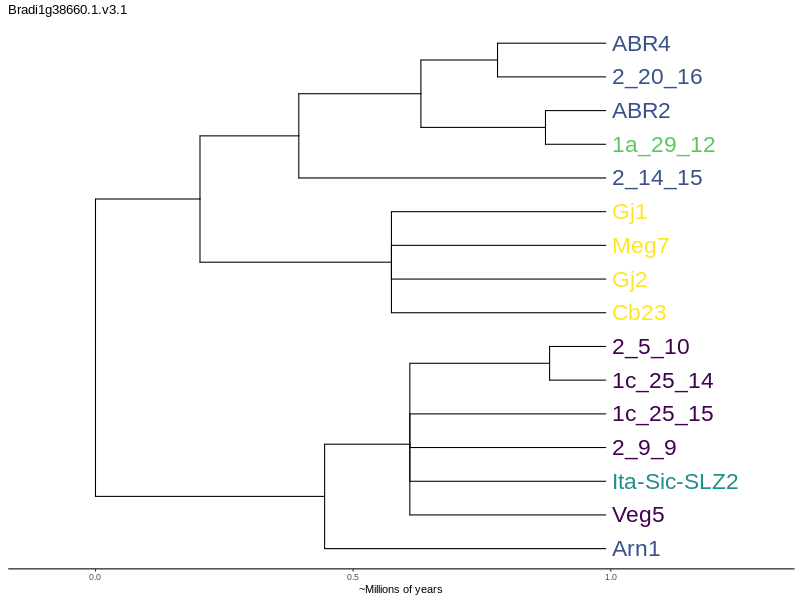 Bradi1g38660.1.v3.1
ABR4
2_20_16
ABR2
1a_29_12
2_14_15
Gj1
Meg7
Gj2
Cb23
2_5_10
1c_25_14
1c_25_15
2_9_9
Ita-Sic-SLZ2
Veg5
Arn1
0.0 0.5 1.0
~Millions of years